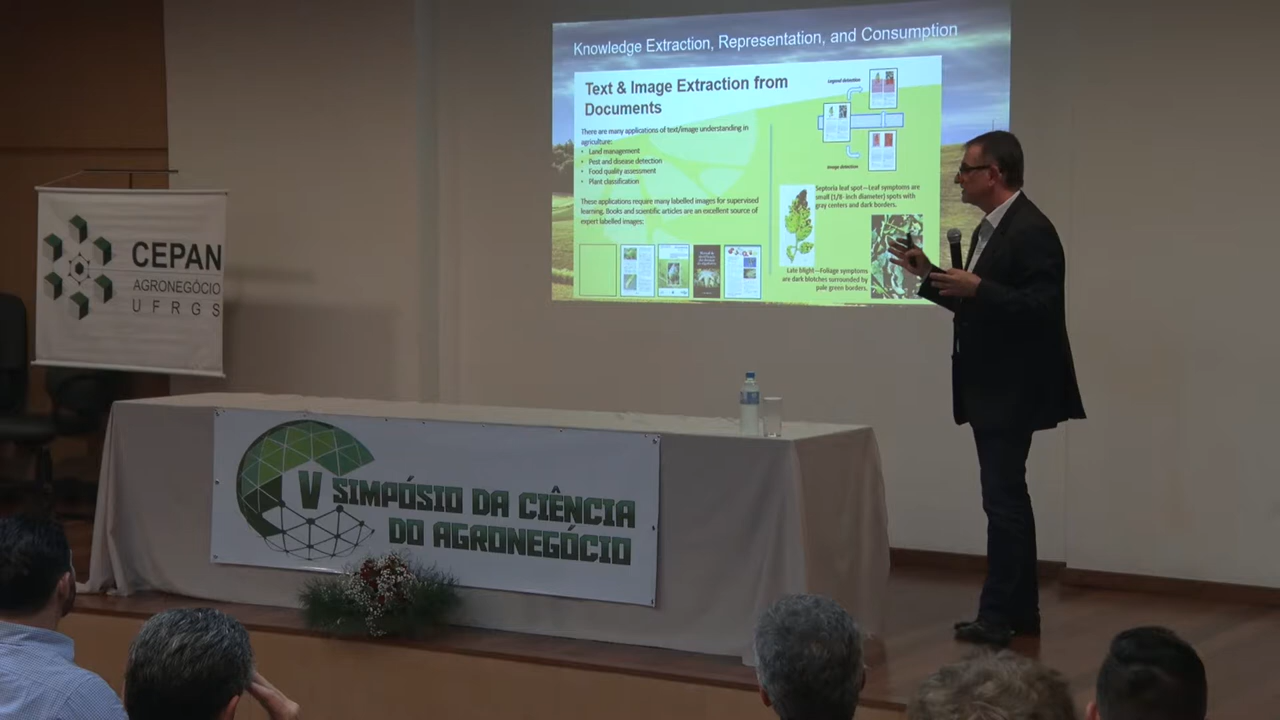 Knowledge Extraction, Representation, and Consumption
Text & Image Extraction from
Documents
There are many applications of text/image understanding in
agriculture:
• Land management
• Pest and disease detection
• Food quality assessment
• Plant classification
These applications require many labelled images for supervised
learning. Books and scientific articles are an excellent source of
expert labelled images:
Legend detection
Image detection
Septoria leaf spot—Leaf symptoms are
small (1/8- inch diameter) spots with
gray centers and dark borders.
Late blight—Foliage symptoms
are dark blotches surrounded by
pale green borders.
CEPAN
AGRONEGÓCIO
UFRGS
V SIMPÓSIO DA CIÊNCIA
DO AGRONEGÓCIO